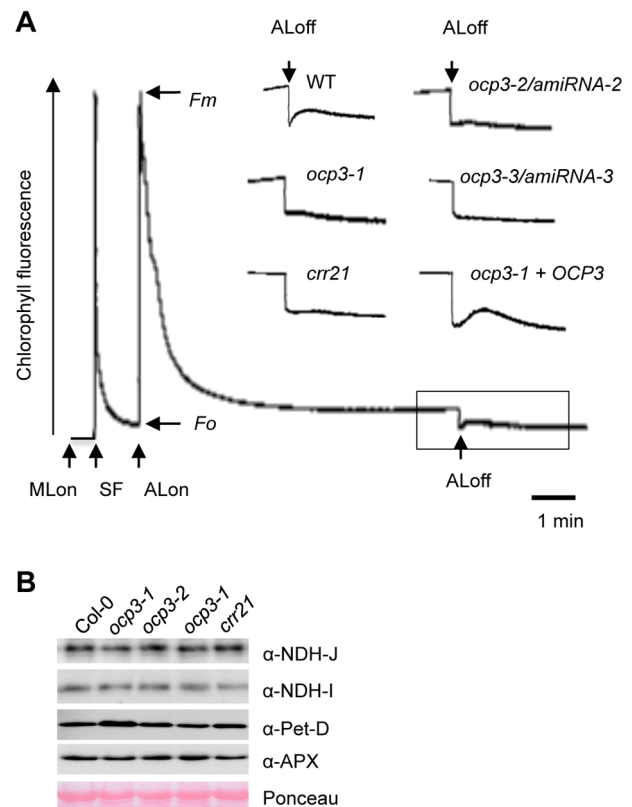 A
ALoff
ALoff
WT
ocp3-2/amiRNA-2
Fm
ocp3-1
ocp3-3/amiRNA-3
crr21
ocp3-1 + OCP3
Chlorophyll fluorescence
Fo
MLon
SF
ALon
ALoff
1 min
B
Col-0
ocp3-1
ocp3-2
ocp3-1
crr21
α-NDH-J
α-NDH-I
α-Pet-D
α-APX
Ponceau